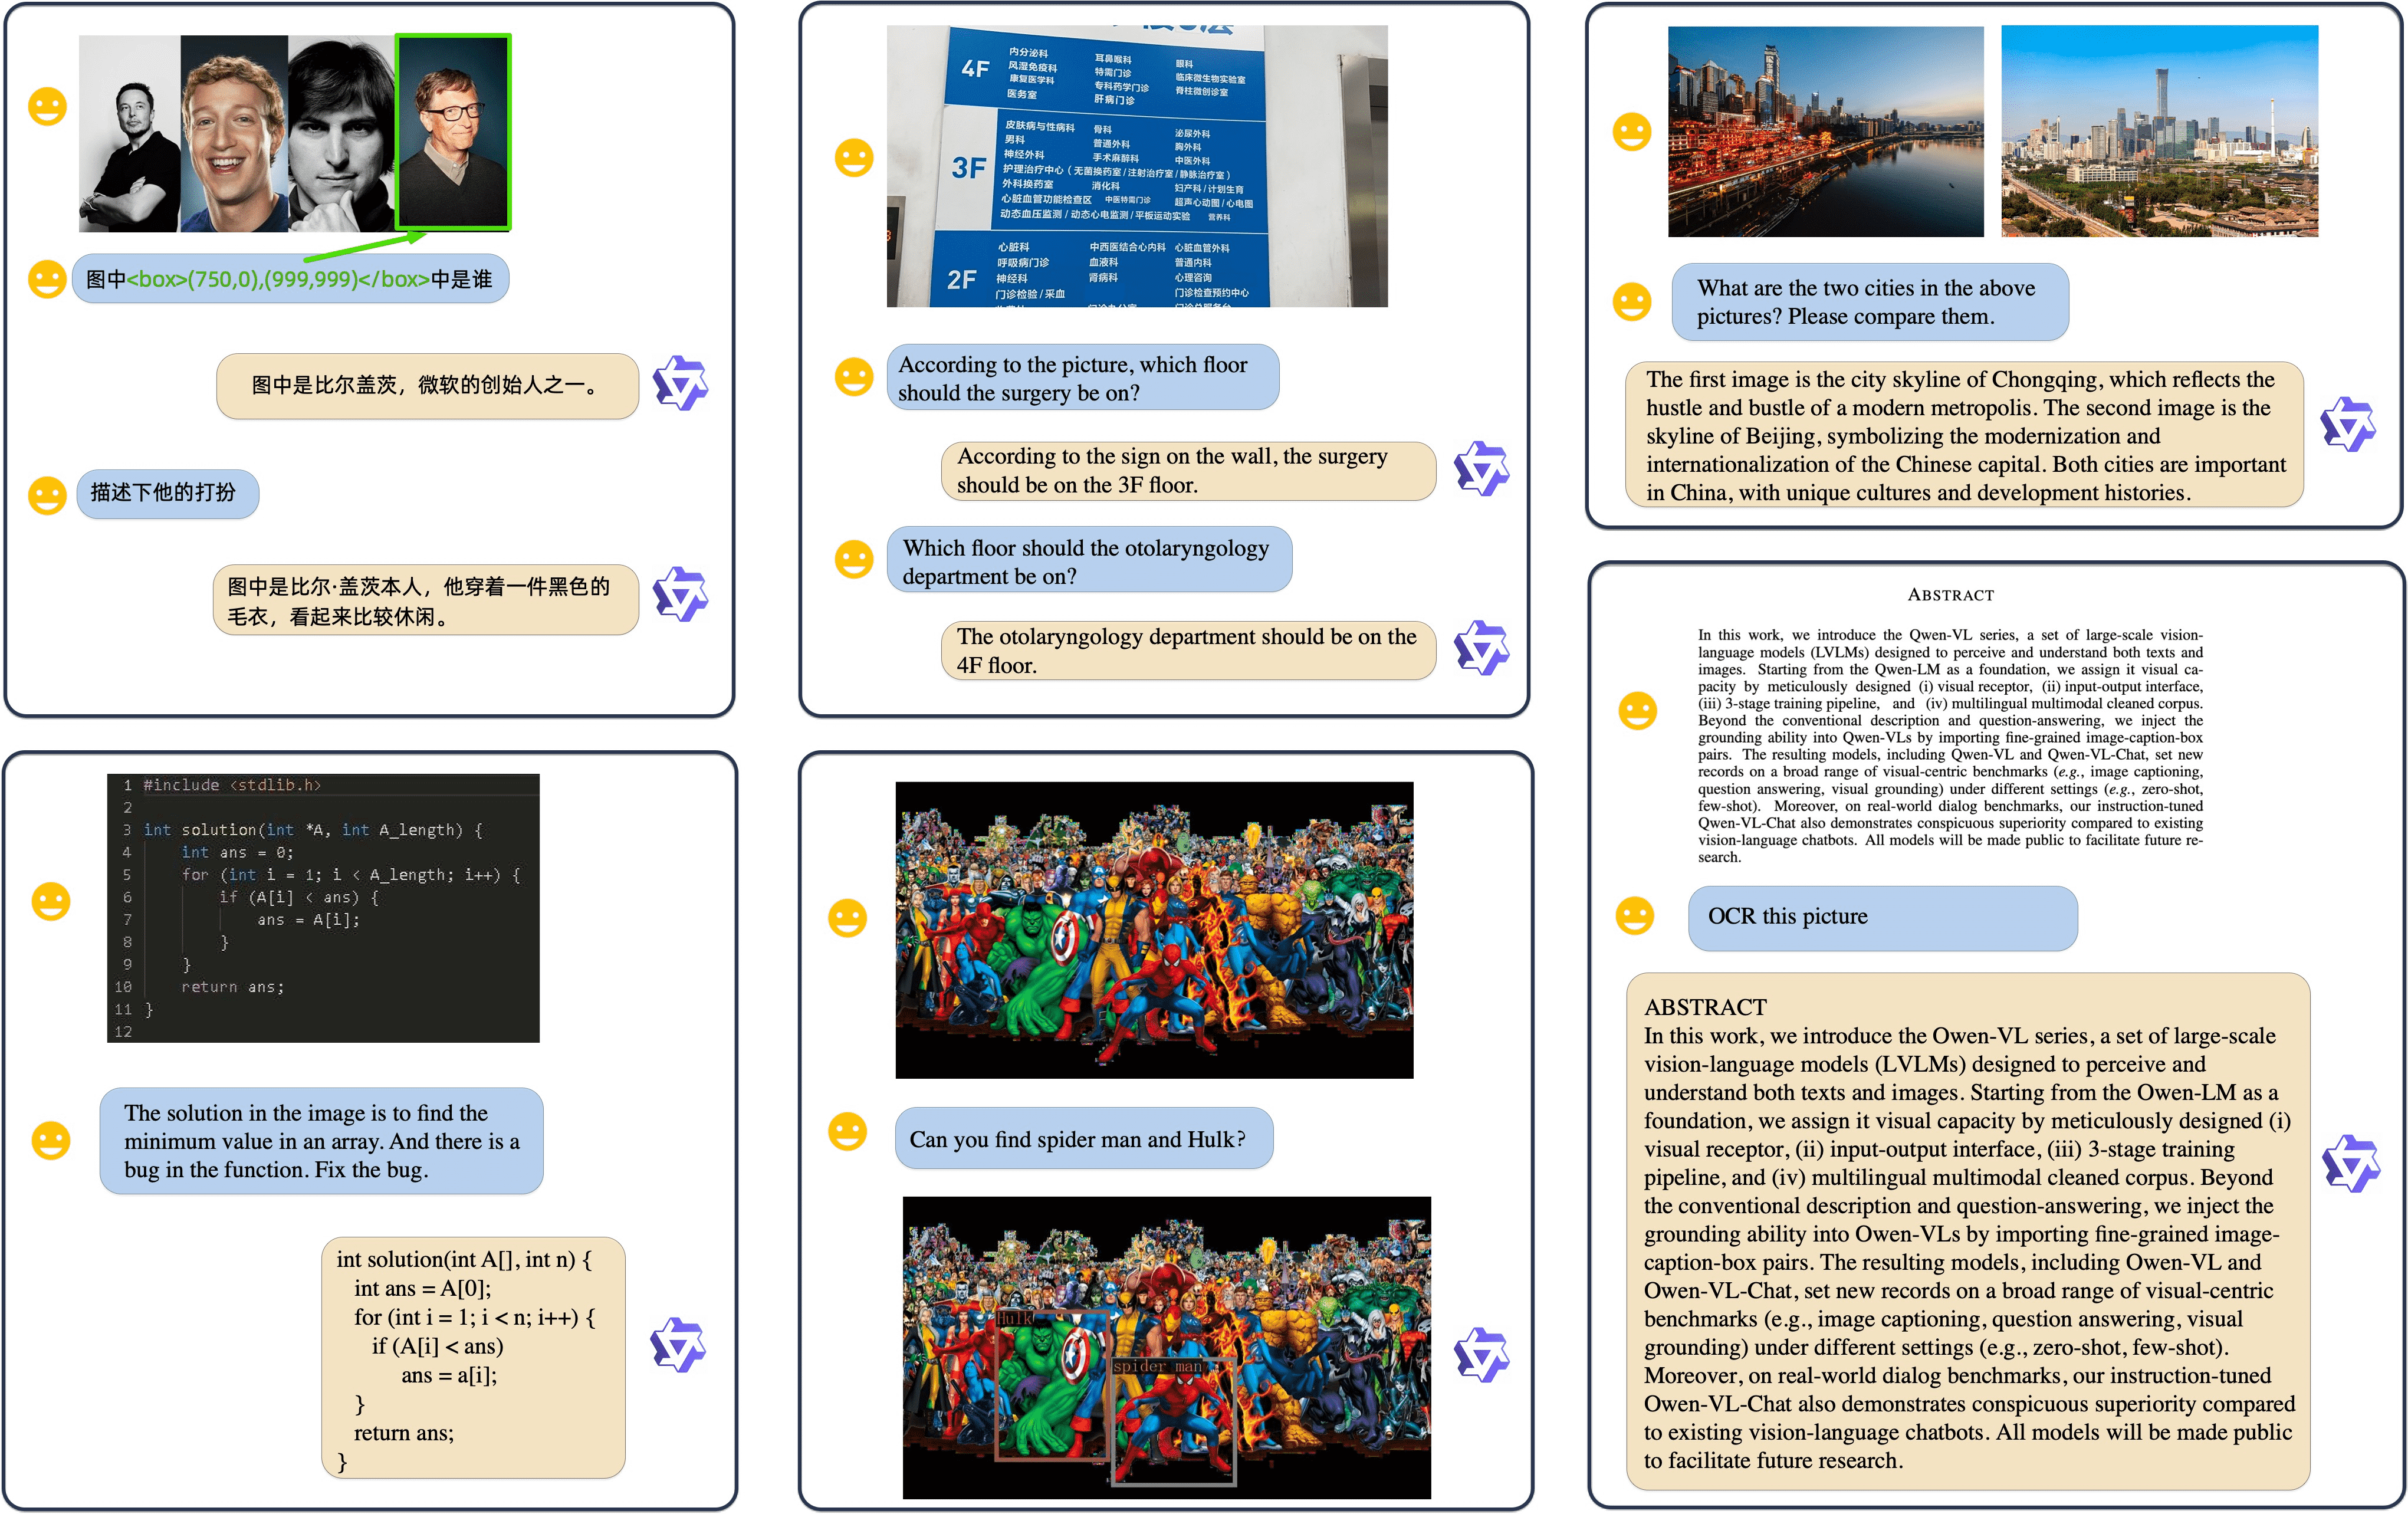 图中<box>(750,0),(999,999)</box>中是谁
图中是比尔盖茨，微软的创始人之一。
描述下他的打扮
图中是比尔·盖茨本人，他穿着一件黑色的
毛衣，看起来比较休闲。
4F
内分泌科 耳鼻喉科 眼科
风湿免疫科 特需门诊 临床微生物实验室
康复医学科 专科药学门诊 脊柱微创诊室
医务室 肝病门诊
3F
皮肤病与性病科 骨科 泌尿外科
男科 普通外科 胸外科
神经外科 手术麻醉科 中医外科
护理治疗中心（无菌换药室/注射治疗室/静脉治疗室）
外科换药室 消化科 妇产科/计划生育
心脏血管功能检查区 中医特需门诊 超声心动图/心电图
动态血压监测/动态心电监测/平板运动实验 营养科
2F
心脏科 中西医结合心内科 心脏血管外科
呼吸病门诊 血液科 普通内科
神经科 肾病科 心理咨询
门诊检验/采血 门诊检查预约中心
According to the picture, which floor
should the surgery be on?
According to the sign on the wall, the surgery
should be on the 3F floor.
Which floor should the otolaryngology
department be on?
The otolaryngology department should be on the
4F floor.
What are the two cities in the above
pictures? Please compare them.
The first image is the city skyline of Chongqing, which reflects the
hustle and bustle of a modern metropolis. The second image is the
skyline of Beijing, symbolizing the modernization and
internationalization of the Chinese capital. Both cities are important
in China, with unique cultures and development histories.
1 #include <stdlib.h>
2
3 int solution(int *A, int A_length) {
4 int ans = 0;
5 for (int i = 1; i < A_length; i++) {
6 if (A[i] < ans) {
7 ans = A[i];
8 }
9 }
10 return ans;
11 }
12
The solution in the image is to find the
minimum value in an array. And there is a
bug in the function. Fix the bug.
int solution(int A[], int n) {
int ans = A[0];
for (int i = 1; i < n; i++) {
if (A[i] < ans)
ans = a[i];
}
return ans;
}
Can you find spider man and Hulk?
Hulk
spider man
ABSTRACT
In this work, we introduce the Qwen-VL series, a set of large-scale vision-
language models (LVLMs) designed to perceive and understand both texts and
images. Starting from the Qwen-LM as a foundation, we assign it visual ca-
pacity by meticulously designed (i) visual receptor, (ii) input-output interface,
(iii) 3-stage training pipeline, and (iv) multilingual multimodal cleaned corpus.
Beyond the conventional description and question-answering, we inject the
grounding ability into Qwen-VLs by importing fine-grained image-caption-box
pairs. The resulting models, including Qwen-VL and Qwen-VL-Chat, set new
records on a broad range of visual-centric benchmarks (e.g., image captioning,
question answering, visual grounding) under different settings (e.g., zero-shot,
few-shot). Moreover, on real-world dialog benchmarks, our instruction-tuned
Qwen-VL-Chat also demonstrates conspicuous superiority compared to existing
vision-language chatbots. All models will be made public to facilitate future re-
search.
OCR this picture
ABSTRACT
In this work, we introduce the Owen-VL series, a set of large-scale
vision-language models (LVLMs) designed to perceive and
understand both texts and images. Starting from the Owen-LM as a
foundation, we assign it visual capacity by meticulously designed (i)
visual receptor, (ii) input-output interface, (iii) 3-stage training
pipeline, and (iv) multilingual multimodal cleaned corpus. Beyond
the conventional description and question-answering, we inject the
grounding ability into Owen-VLs by importing fine-grained image-
caption-box pairs. The resulting models, including Owen-VL and
Owen-VL-Chat, set new records on a broad range of visual-centric
benchmarks (e.g., image captioning, question answering, visual
grounding) under different settings (e.g., zero-shot, few-shot).
Moreover, on real-world dialog benchmarks, our instruction-tuned
Owen-VL-Chat also demonstrates conspicuous superiority compared
to existing vision-language chatbots. All models will be made public
to facilitate future research.